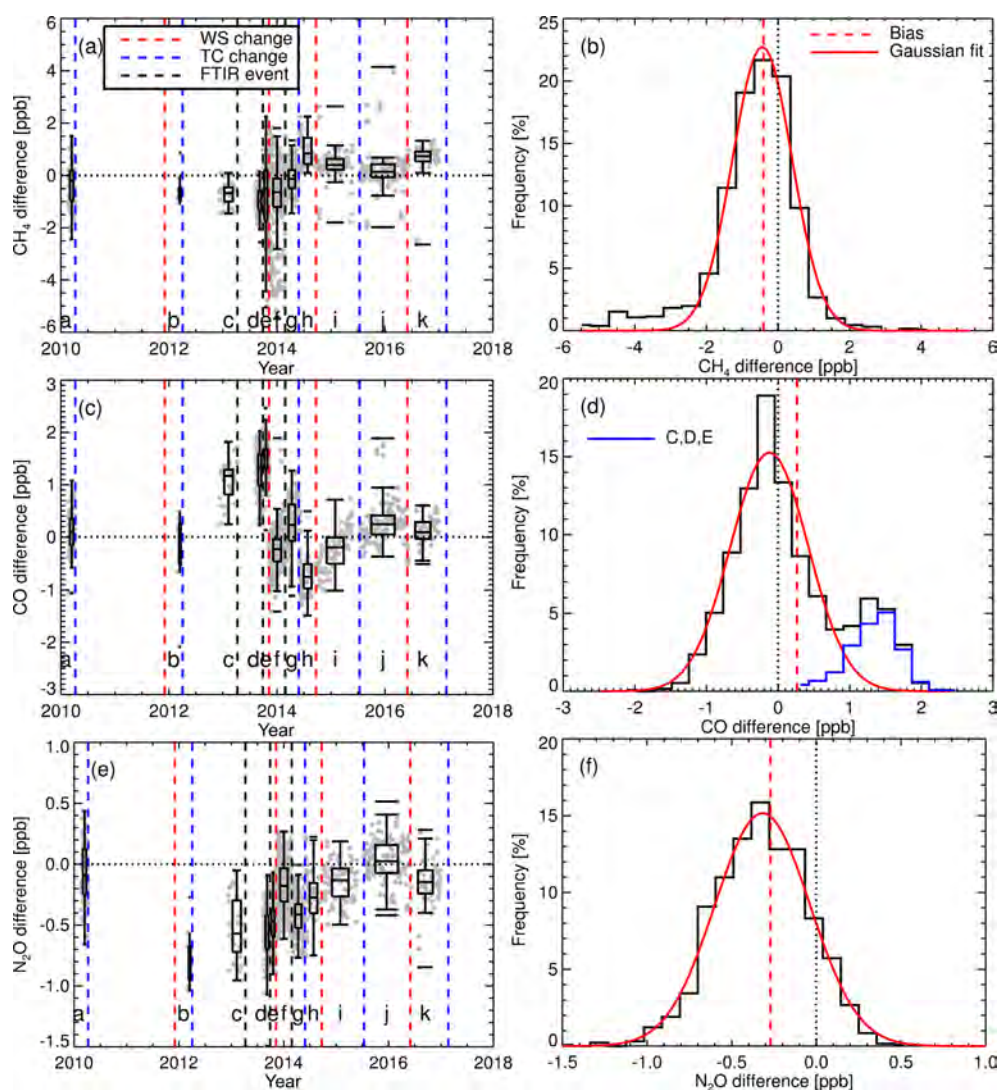 (a)
WS change
TC change
FTIR event
CH₄ difference [ppb]
6
4
2
0
-2
-4
-6
a b c d e f g h i j k
2010 2012 2014 2016 2018
Year
(b)
Bias
Gaussian fit
Frequency [%]
25
20
15
10
5
0
-6 -4 -2 0 2 4 6
CH₄ difference [ppb]
(c)
CO difference [ppb]
3
2
1
0
-1
-2
-3
a b c d e f g h i j k
2010 2012 2014 2016 2018
Year
(d)
C,D,E
Frequency [%]
20
15
10
5
0
-3 -2 -1 0 1 2 3
CO difference [ppb]
(e)
N₂O difference [ppb]
1.0
0.5
0.0
-0.5
-1.0
-1.5
a b c d e f g h i j k
2010 2012 2014 2016 2018
Year
(f)
Frequency [%]
20
15
10
5
0
-1.5 -1.0 -0.5 0.0 0.5 1.0
N₂O difference [ppb]